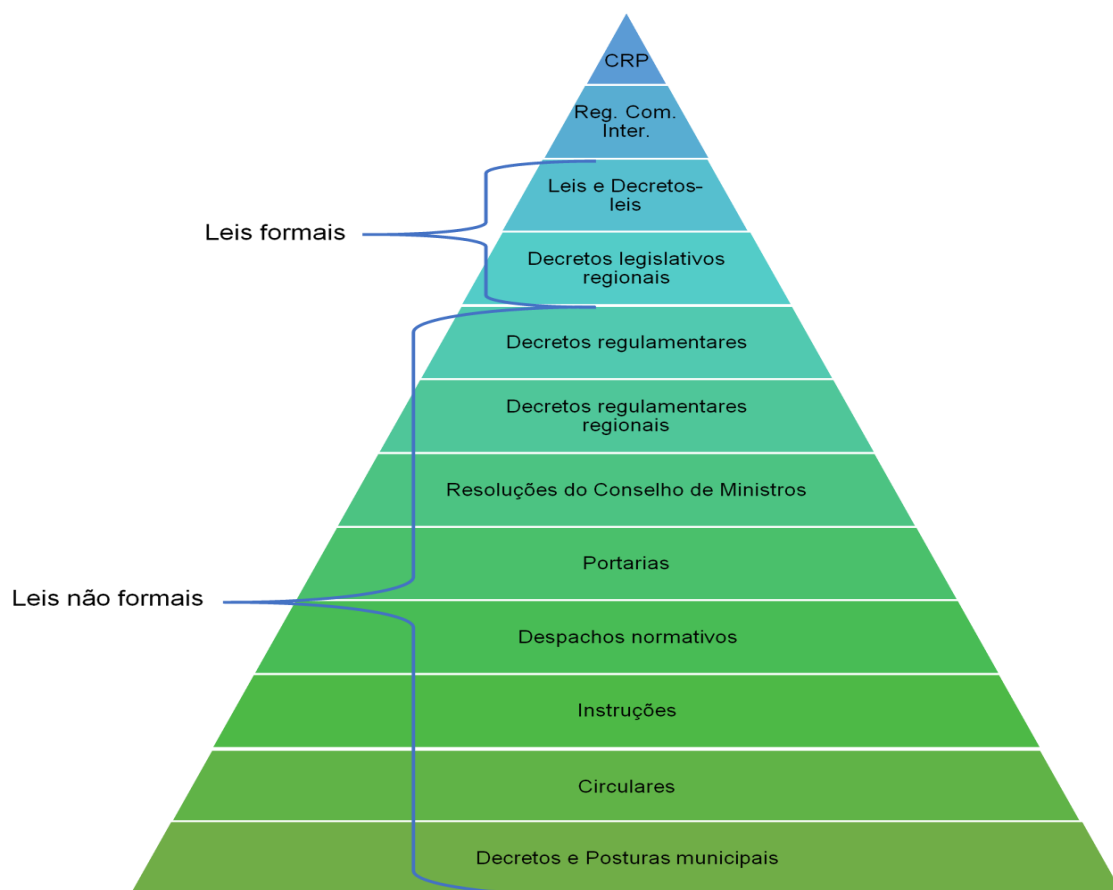 CRP
Reg. Com.
Inter.
Leis e Decretos-
leis
Leis formais
Decretos legislativos
regionais
Decretos regulamentares
Decretos regulamentares
regionais
Resoluções do Conselho de Ministros
Portarias
Leis não formais
Despachos normativos
Instruções
Circulares
Decretos e Posturas municipais